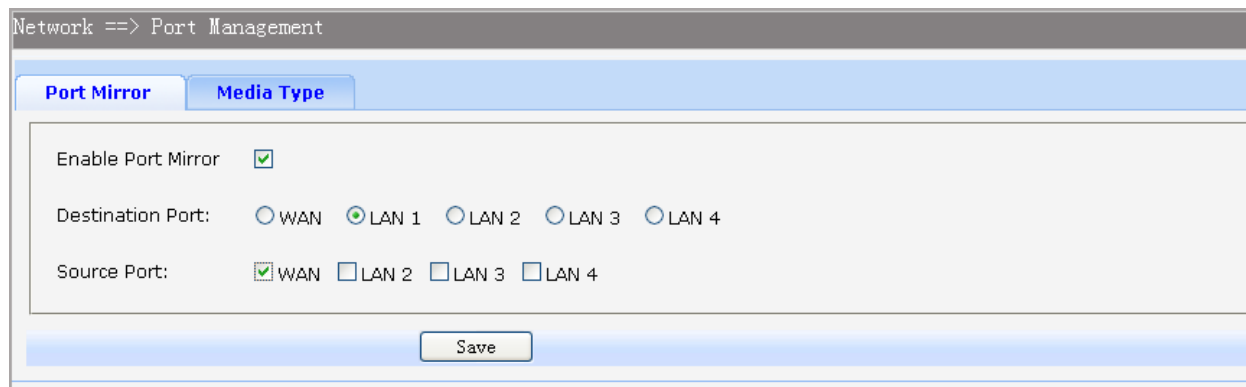 Network ==> Port Management
Port Mirror Media Type
Enable Port Mirror
Destination Port: WAN LAN 1 LAN 2 LAN 3 LAN 4
Source Port: WAN LAN 2 LAN 3 LAN 4
Save